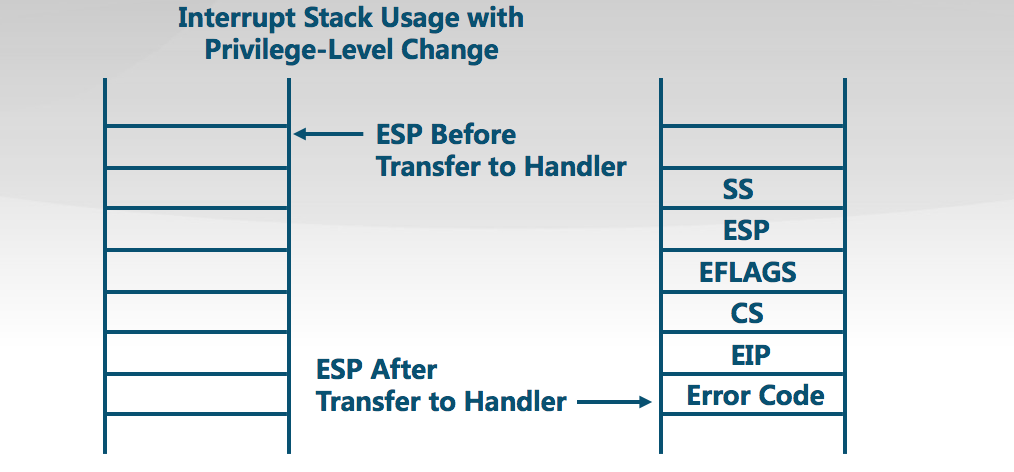 Interrupt Stack Usage with
Privilege-Level Change
ESP Before
Transfer to Handler
SS
ESP
EFLAGS
CS
EIP
Error Code
ESP After
Transfer to Handler